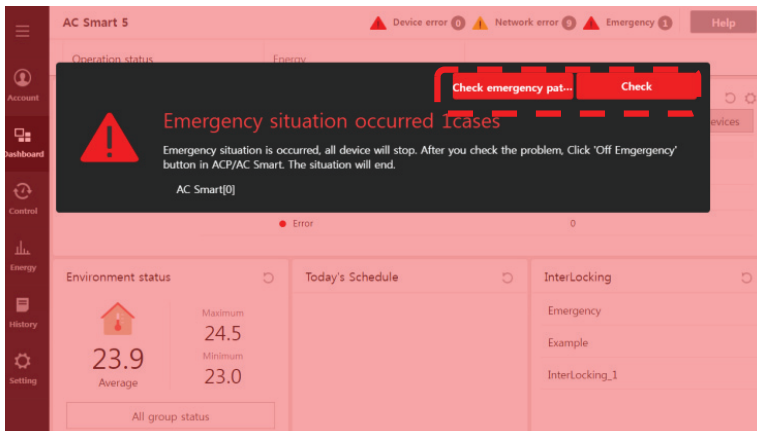 AC Smart 5
Device error 0
Network error 9
Emergency 1
Help
Account
Dashboard
Control
Energy
History
Setting
Operation status
Energy
Check emergency pat...
Check
evices
Emergency situation occurred 1cases
Emergency situation is occurred, all device will stop. After you check the problem, Click 'Off Emgergency'
button in ACP/AC Smart. The situation will end.
AC Smart[0]
Error
0
Environment status
Maximum
24.5
23.9
Average
Minimum
23.0
All group status
Today's Schedule
InterLocking
Emergency
Example
InterLocking_1